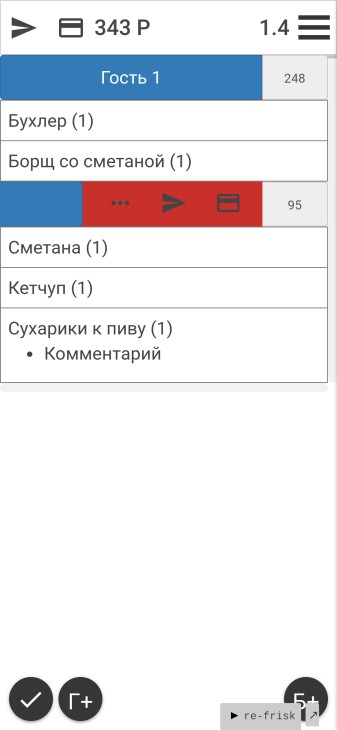 343 Р
1.4
Гость 1
248
Бухлер (1)
Борщ со сметаной (1)
95
Сметана (1)
Кетчуп (1)
Сухарики к пиву (1)
• Комментарий
Г+
Б+
▶ re-frisk ↗